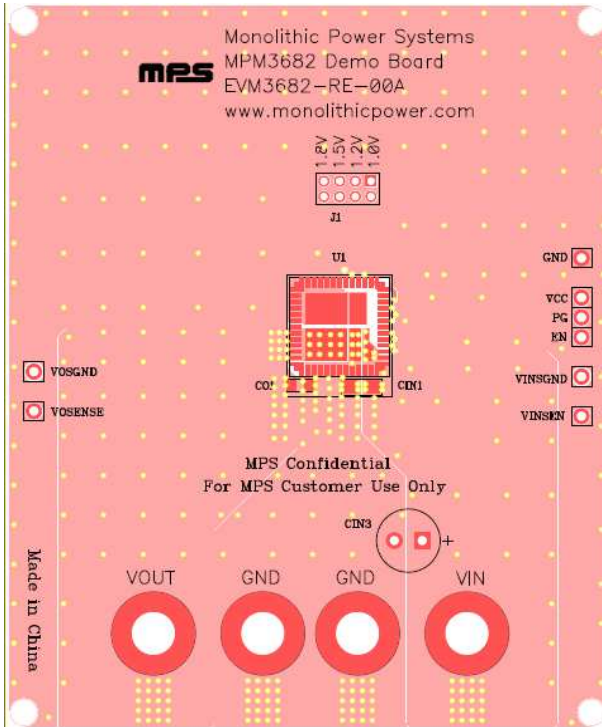 Monolithic Power Systems
mps
MPM3682 Demo Board
EVM3682-RE-00A
www.monolithicpower.com
1.8V
1.5V
1.2V
1.0V
J1
U1
GND
VCC
PG
EN
VOSGND
VINSGND
CIN1
VOSENSE
VINSEN
MPS Confidential
For MPS Customer Use Only
CIN3
+
Made in China
VOUT GND GND VIN